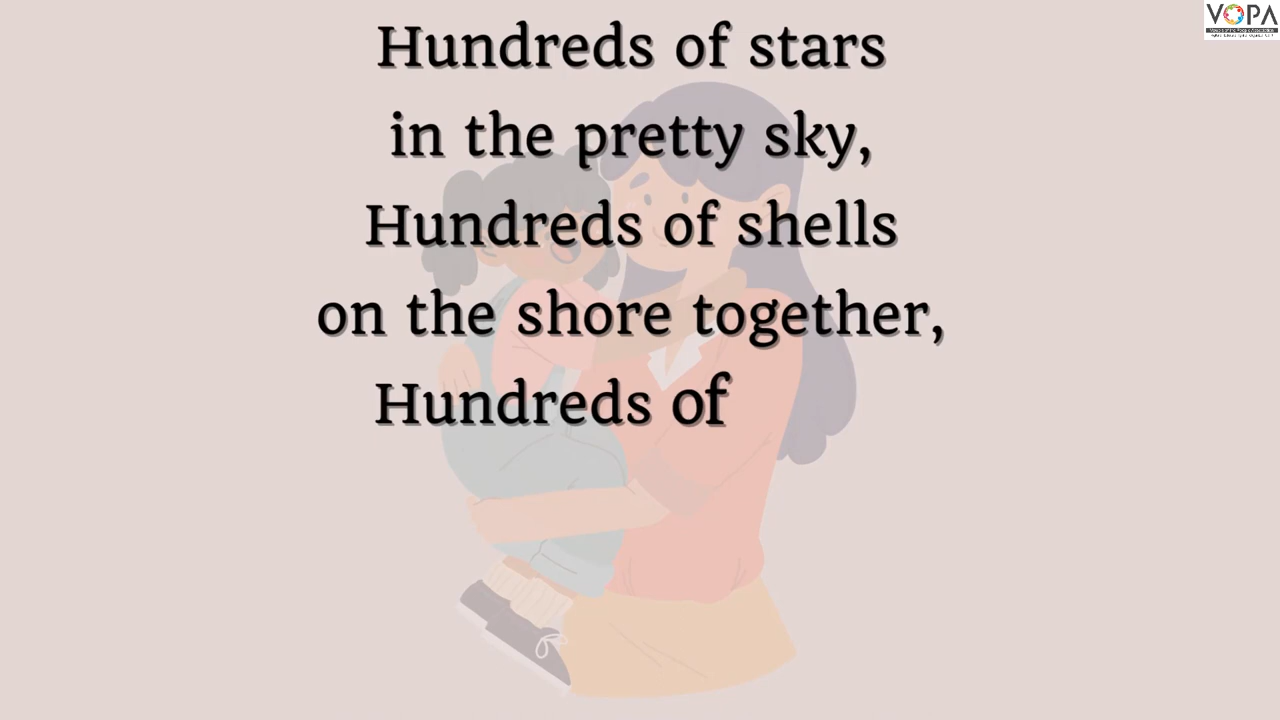 VOPA
Hundreds of stars
in the pretty sky,
Hundreds of shells
on the shore together,
Hundreds of